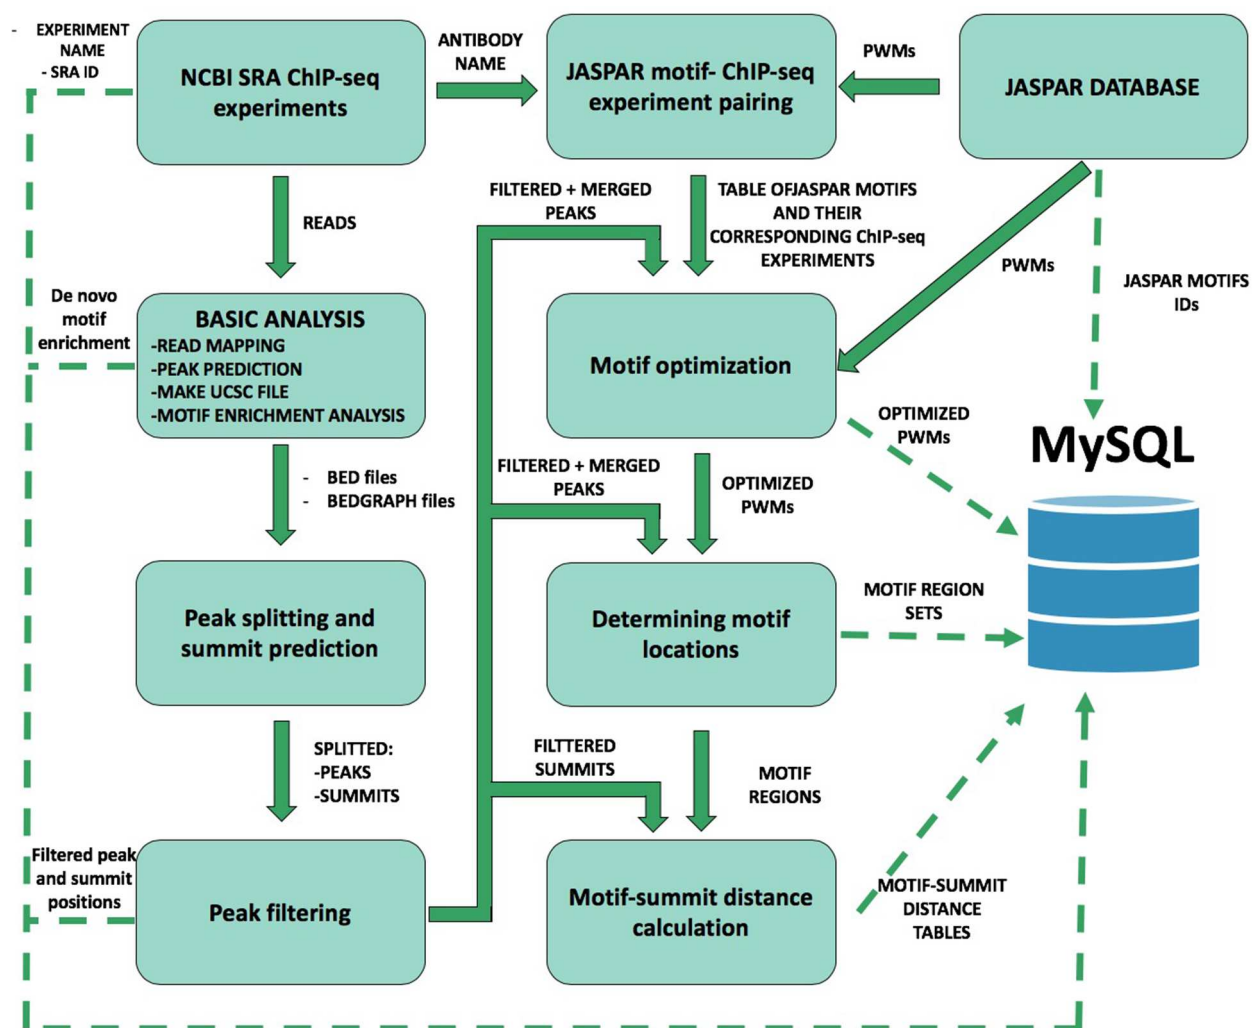 - EXPERIMENT
NAME
- SRA ID
NCBI SRA ChIP-seq
experiments
ANTIBODY
NAME
JASPAR motif- ChIP-seq
experiment pairing
PWMs
JASPAR DATABASE
READS
FILTERED + MERGED
PEAKS
TABLE OFJASPAR MOTIFS
AND THEIR
CORRESPONDING ChIP-seq
EXPERIMENTS
PWMs
JASPAR MOTIFS
IDs
De novo
motif
enrichment
BASIC ANALYSIS
-READ MAPPING
-PEAK PREDICTION
-MAKE UCSC FILE
-MOTIF ENRICHMENT ANALYSIS
Motif optimization
OPTIMIZED
PWMs
MySQL
- BED files
- BEDGRAPH files
FILTERED + MERGED
PEAKS
OPTIMIZED
PWMs
Peak splitting and
summit prediction
Determining motif
locations
MOTIF REGION
SETS
SPLITTED:
-PEAKS
-SUMMITS
FILTTERED
SUMMITS
MOTIF
REGIONS
Filtered peak
and summit
positions
Peak filtering
Motif-summit distance
calculation
MOTIF-SUMMIT
DISTANCE
TABLES